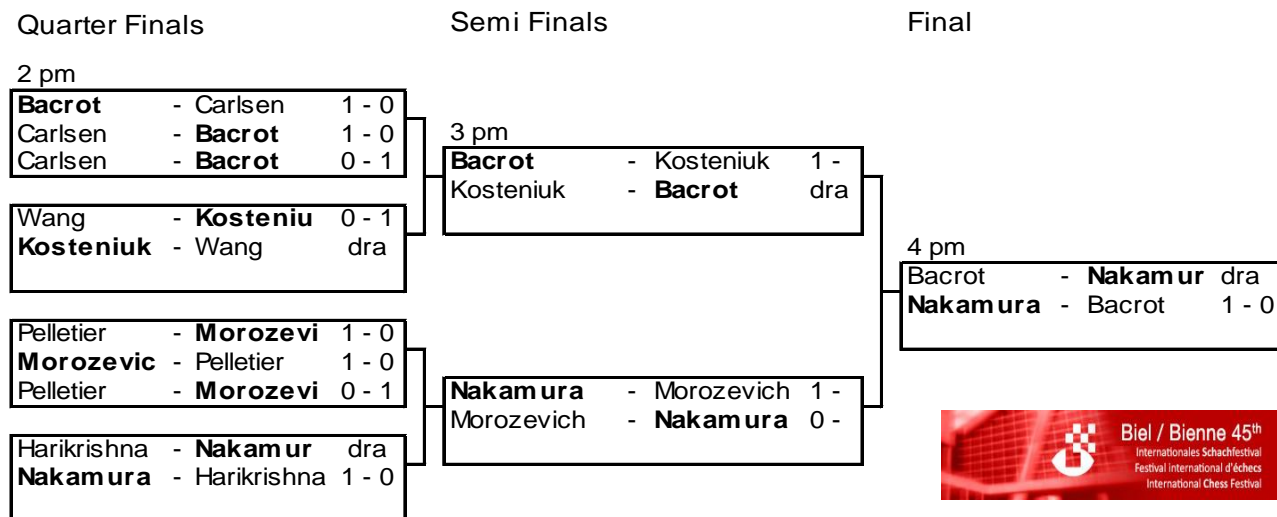 Quarter Finals
Semi Finals
Final
2 pm
Bacrot - Carlsen 1 - 0
Carlsen - Bacrot 1 - 0
Carlsen - Bacrot 0 - 1
Wang - Kosteniu 0 - 1
Kosteniuk - Wang dra
Pelletier - Morozevi 1 - 0
Morozevic - Pelletier 1 - 0
Pelletier - Morozevi 0 - 1
Harikrishna - Nakamur dra
Nakamura - Harikrishna 1 - 0
3 pm
Bacrot - Kosteniuk 1 -
Kosteniuk - Bacrot dra
Nakamura - Morozevich 1 -
Morozevich - Nakamura 0 -
4 pm
Bacrot - Nakamur dra
Nakamura - Bacrot 1 - 0
Biel / Bienne 45th
Internationales Schachfestival
Festival international d'échecs
International Chess Festival